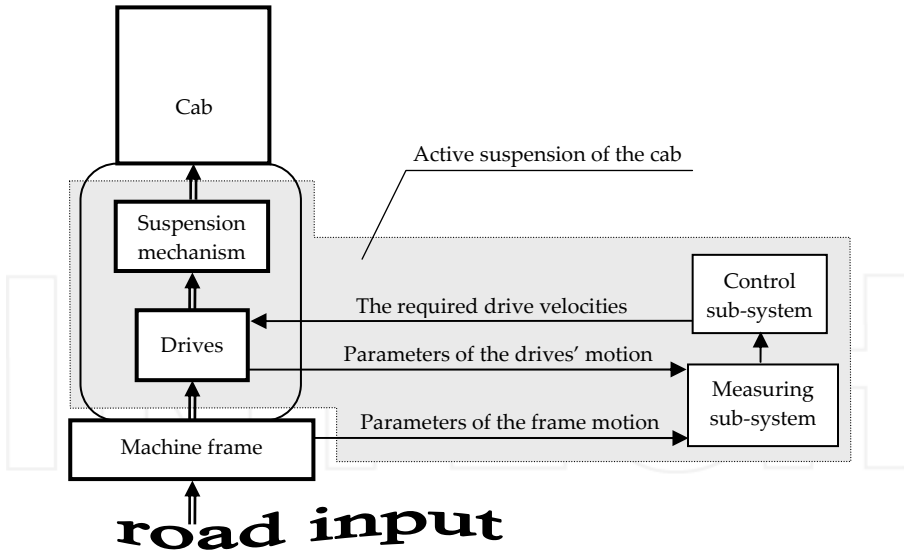 Cab
Active suspension of the cab
Suspension
mechanism
Control
sub-system
The required drive velocities
Drives
Parameters of the drives’ motion
Measuring
sub-system
Parameters of the frame motion
Machine frame
road input